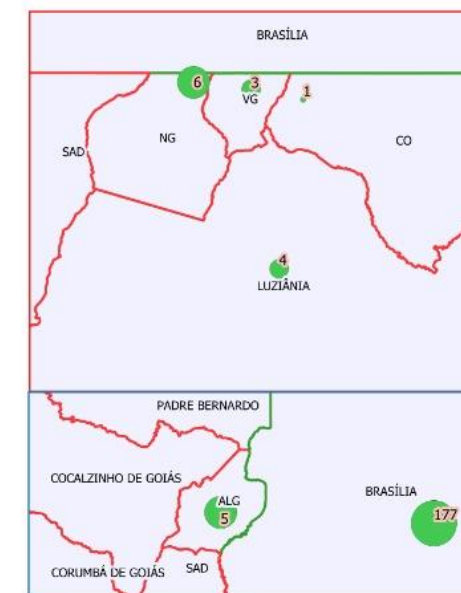 BRASÍLIA
6
3
VG
1
NG
SAD
CO
4
LUZIÂNIA
PADRE BERNARDO
COCALZINHO DE GOIÁS
BRASÍLIA
ALG
5
177
SAD
CORUMBÁ DE GOIÁS